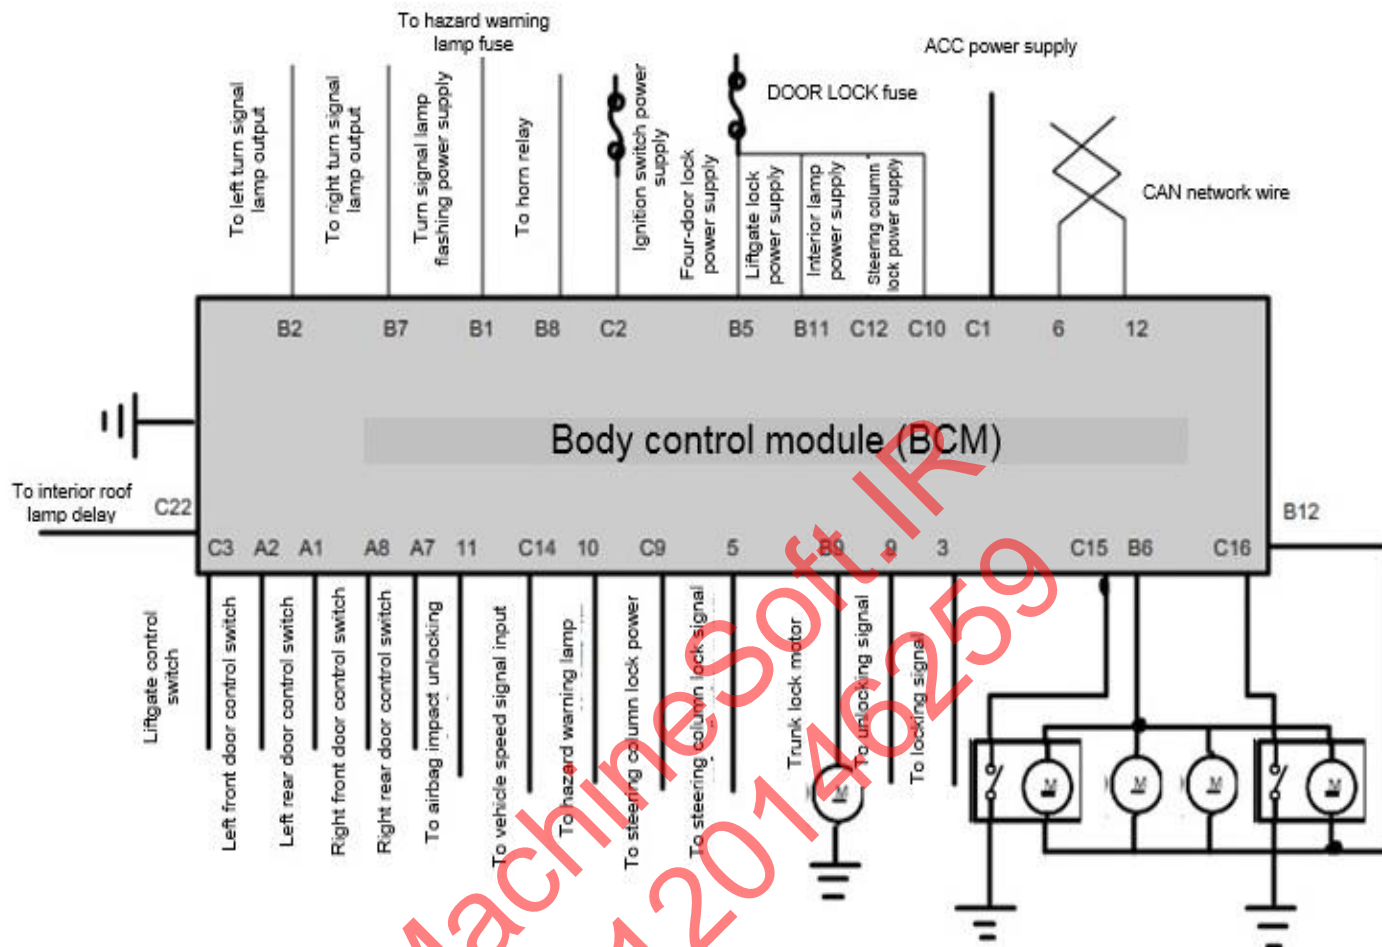 To hazard warning
lamp fuse
ACC power supply
To left turn signal
lamp output
To right turn signal
lamp output
Turn signal lamp
flashing power supply
To horn relay
Ignition switch power
supply
DOOR LOCK fuse
Four-door lock
power supply
Liftgate lock
power supply
Interior lamp
power supply
Steering column
lock power supply
CAN network wire
B2
B7
B1
B8
C2
B5
B11
C12
C10
C1
6
12
Body control module (BCM)
To interior roof
lamp delay
C22
B12
C3
A2
A1
A8
A7
11
C14
10
C9
5
B9
9
3
C15
B6
C16
Liftgate control
switch
Left front door control switch
Left rear door control switch
Right front door control switch
Right rear door control switch
To airbag impact unlocking
To vehicle speed signal input
To hazard warning lamp
To steering column lock power
To steering column lock signal
Trunk lock motor
To unlocking signal
To locking signal
M
M
M
M
M
MachineSoft.IR
120146259